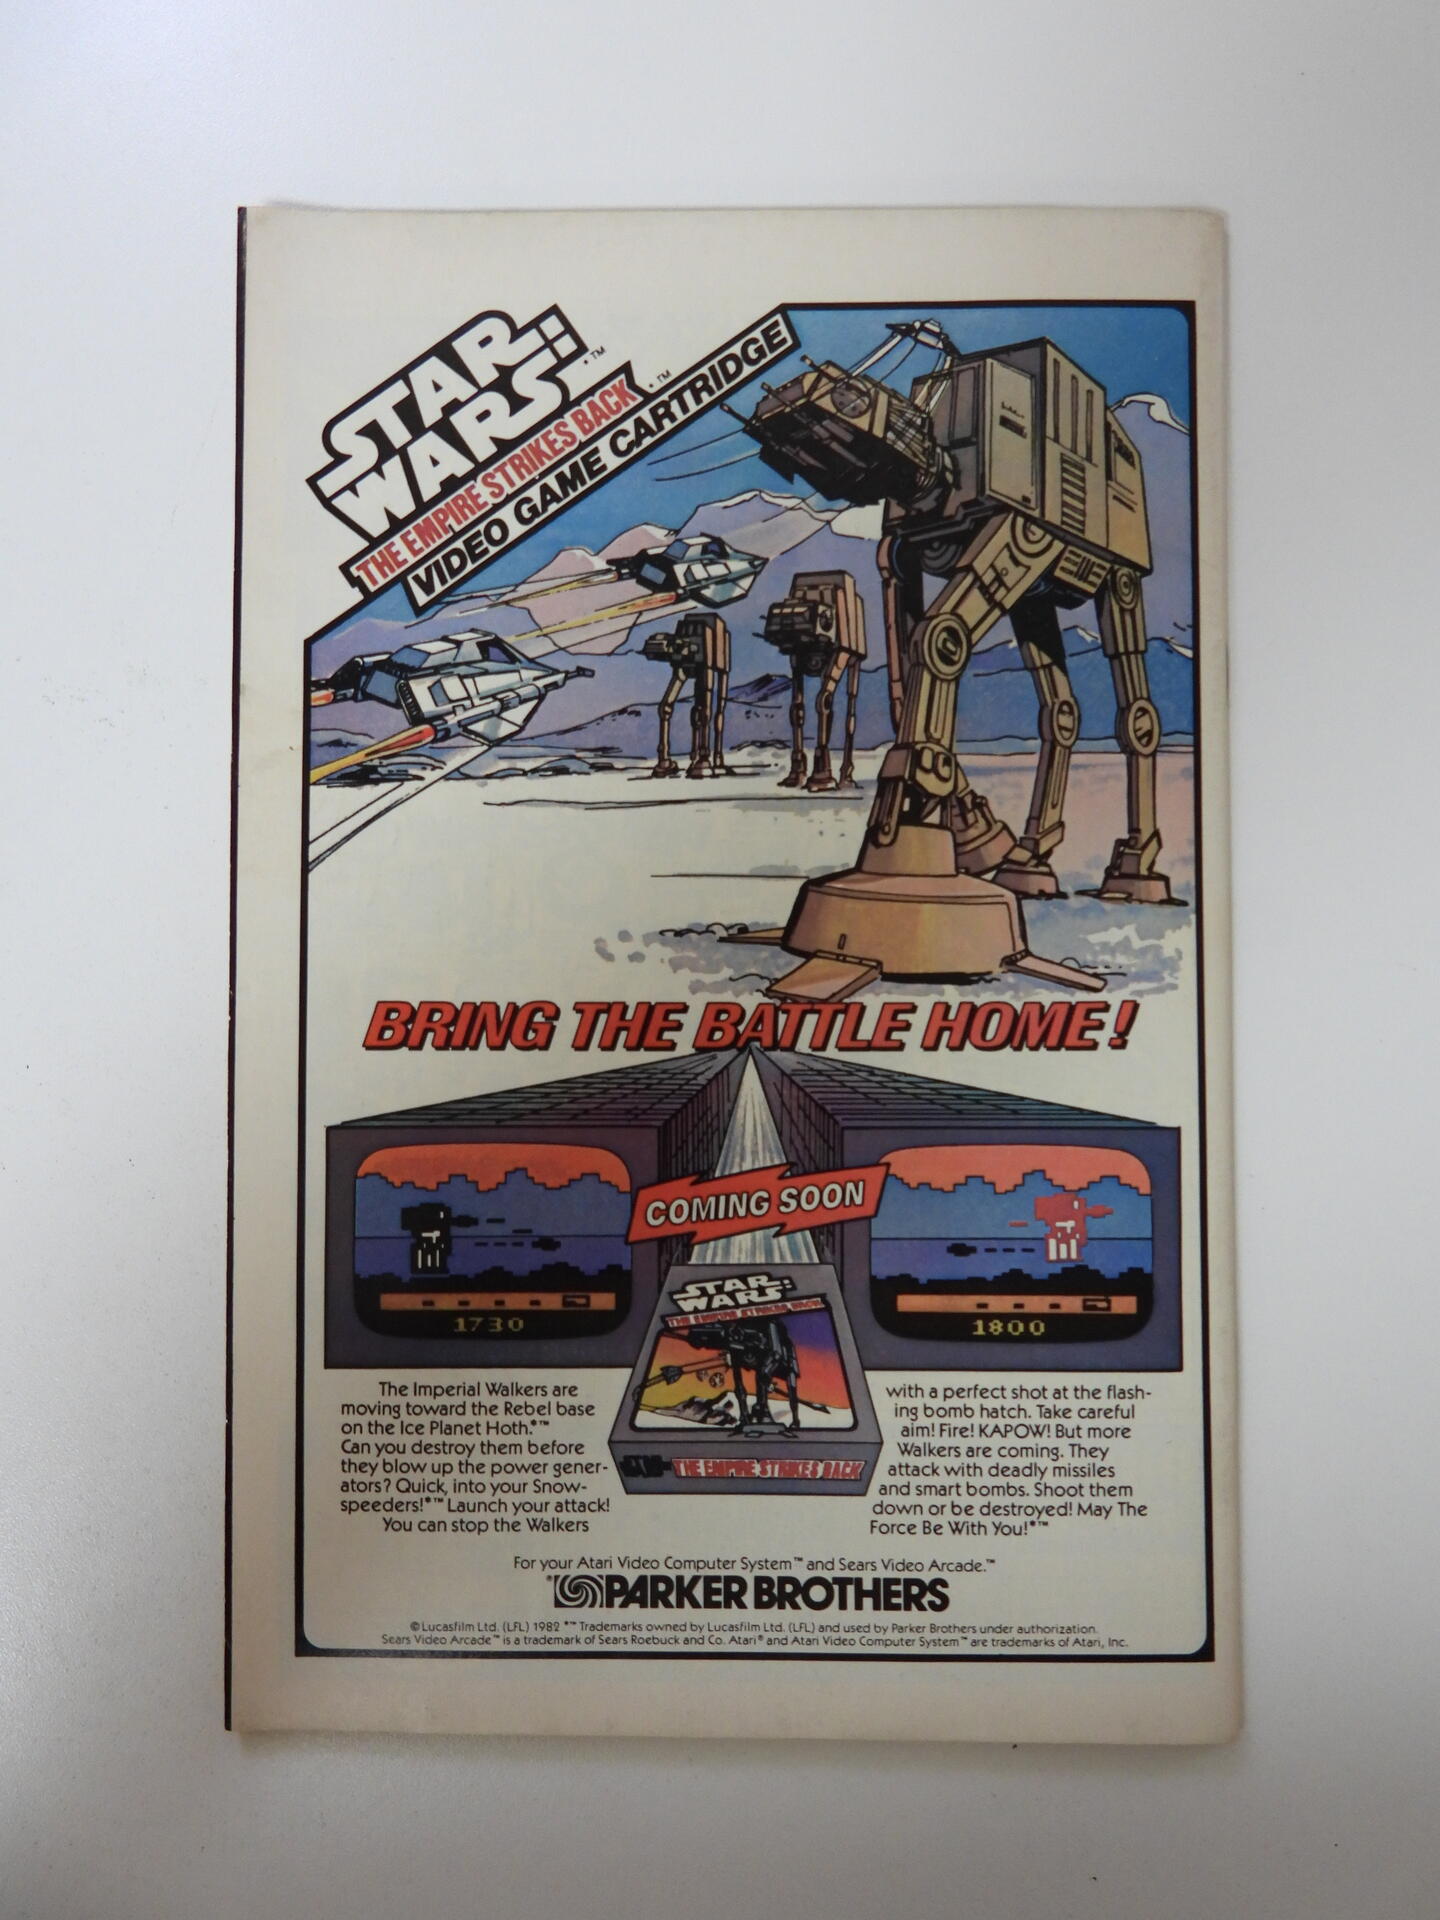 STAR
WARS
•™
THE EMPIRE STRIKES BACK
•™
VIDEO GAME CARTRIDGE
BRING THE BATTLE HOME!
COMING SOON
1730
1800
STAR
WARS
THE EMPIRE STRIKES BACK
THE EMPIRE STRIKES BACK
The Imperial Walkers are
moving toward the Rebel base
on the Ice Planet Hoth.*™
Can you destroy them before
they blow up the power gener-
ators? Quick, into your Snow-
speeders!*™ Launch your attack!
You can stop the Walkers
with a perfect shot at the flash-
ing bomb hatch. Take careful
aim! Fire! KAPOW! But more
Walkers are coming. They
attack with deadly missiles
and smart bombs. Shoot them
down or be destroyed! May The
Force Be With You!*™
For your Atari Video Computer System™ and Sears Video Arcade.™
PARKER BROTHERS
© Lucasfilm Ltd. (LFL) 1982 *™ Trademarks owned by Lucasfilm Ltd. (LFL) and used by Parker Brothers under authorization.
Sears Video Arcade™ is a trademark of Sears Roebuck and Co. Atari® and Atari Video Computer System™ are trademarks of Atari, Inc.